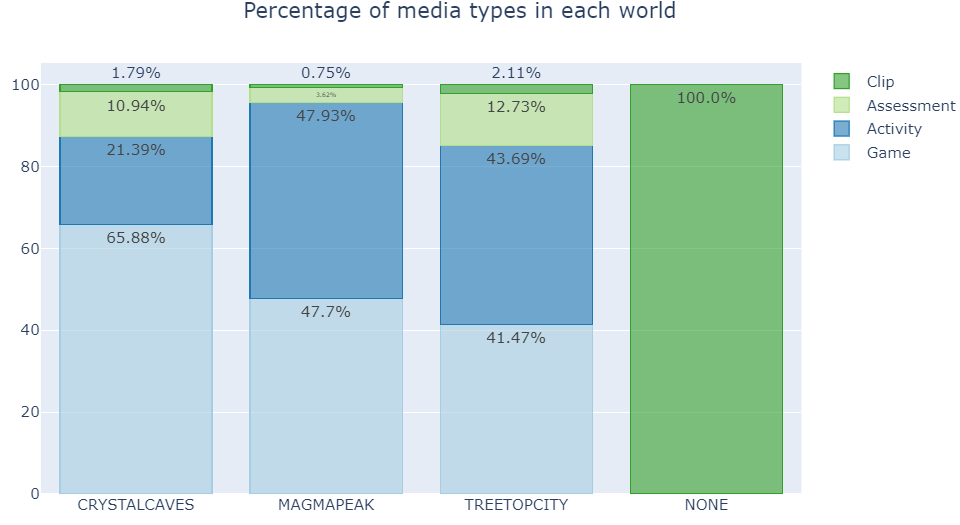 Percentage of media types in each world
1.79% 0.75% 2.11%
100 10.94% 3.62% 47.93% 12.73% 100.0%
21.39% 43.69%
80
65.88%
60
47.7%
41.47%
40
20
0
CRYSTALCAVES MAGMAPEAK TREETOPCITY NONE
Clip
Assessment
Activity
Game